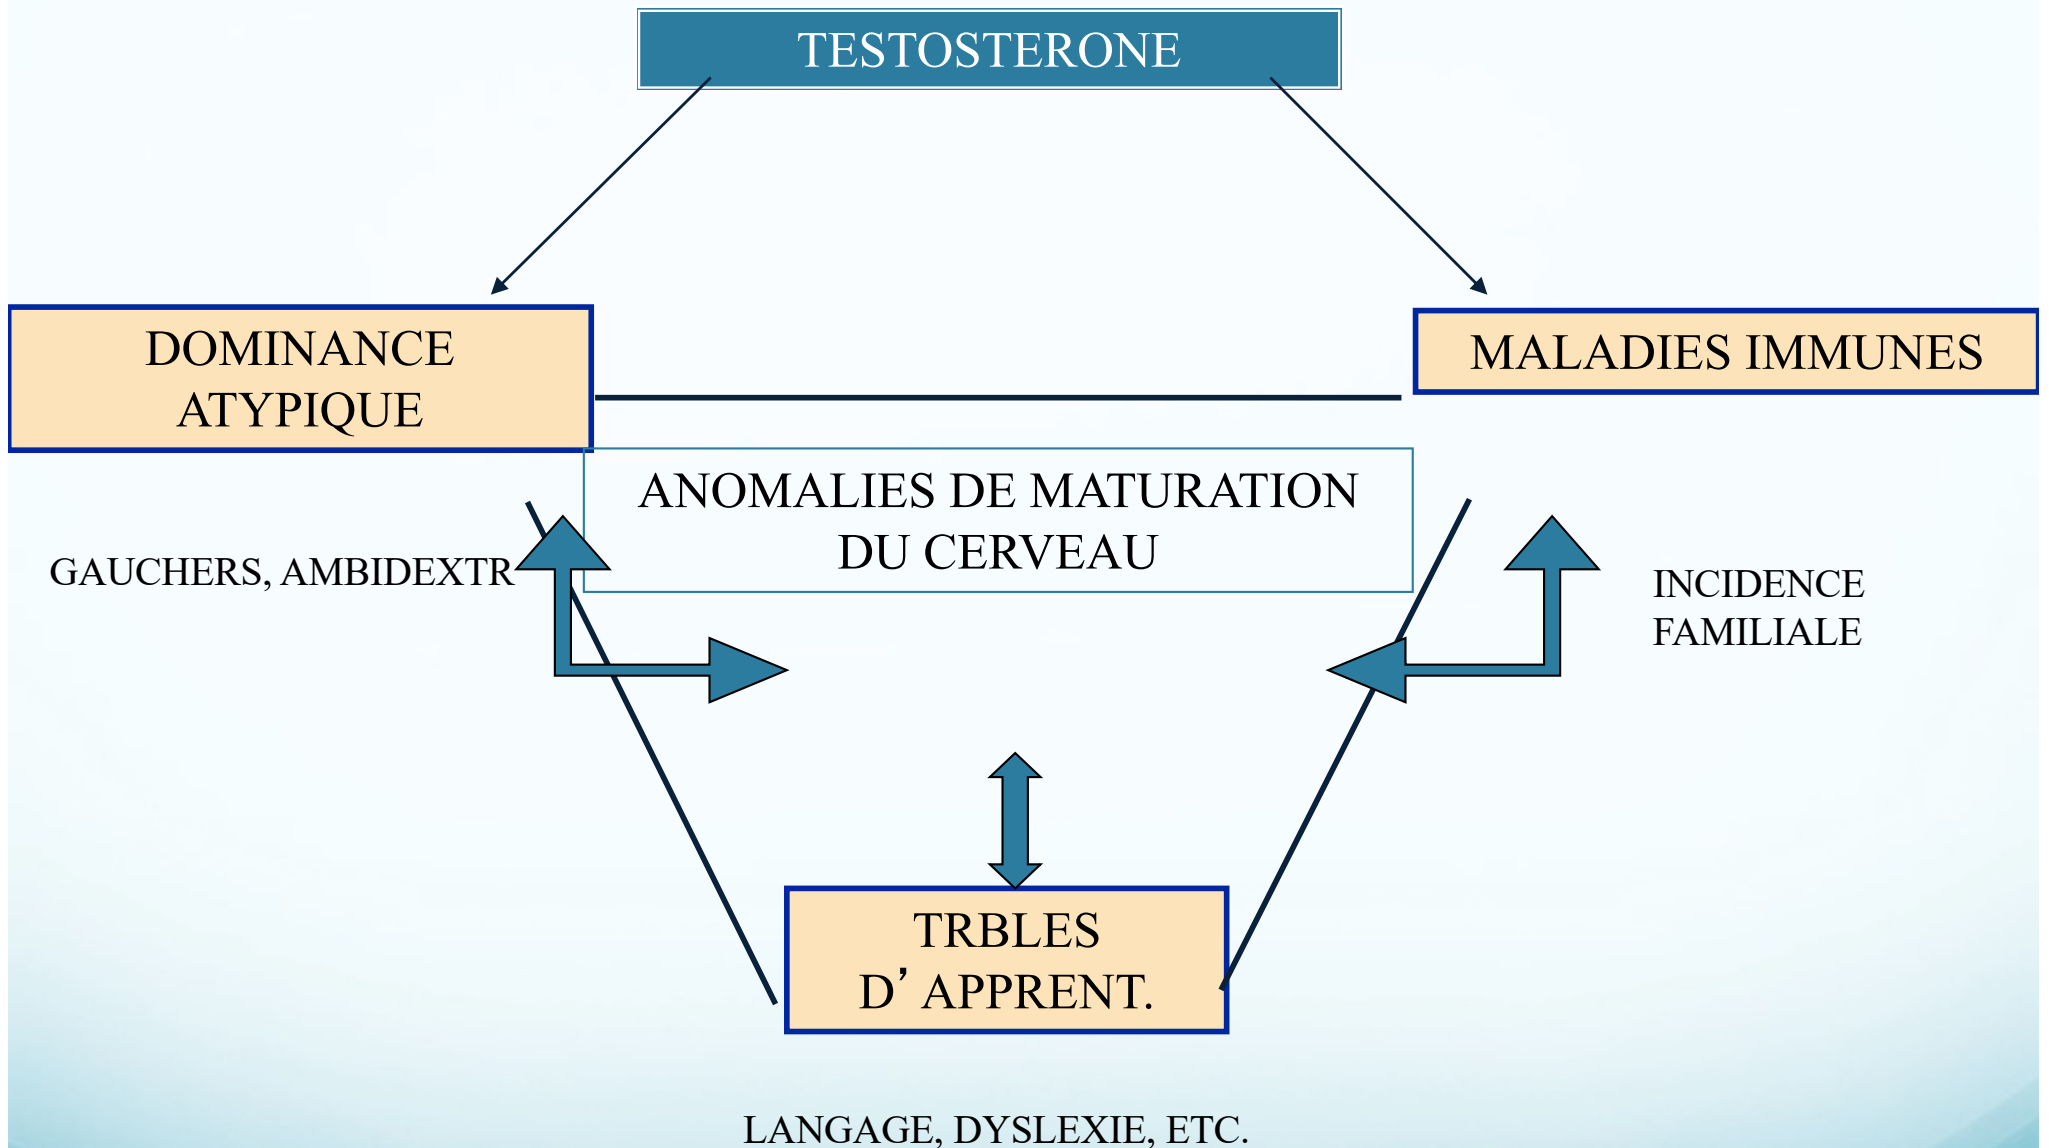 TESTOSTERONE
DOMINANCE
ATYPIQUE
MALADIES IMMUNES
ANOMALIES DE MATURATION
DU CERVEAU
GAUCHERS, AMBIDEXTR
INCIDENCE
FAMILIALE
TRBLES
D’ APPRENT.
LANGAGE, DYSLEXIE, ETC.